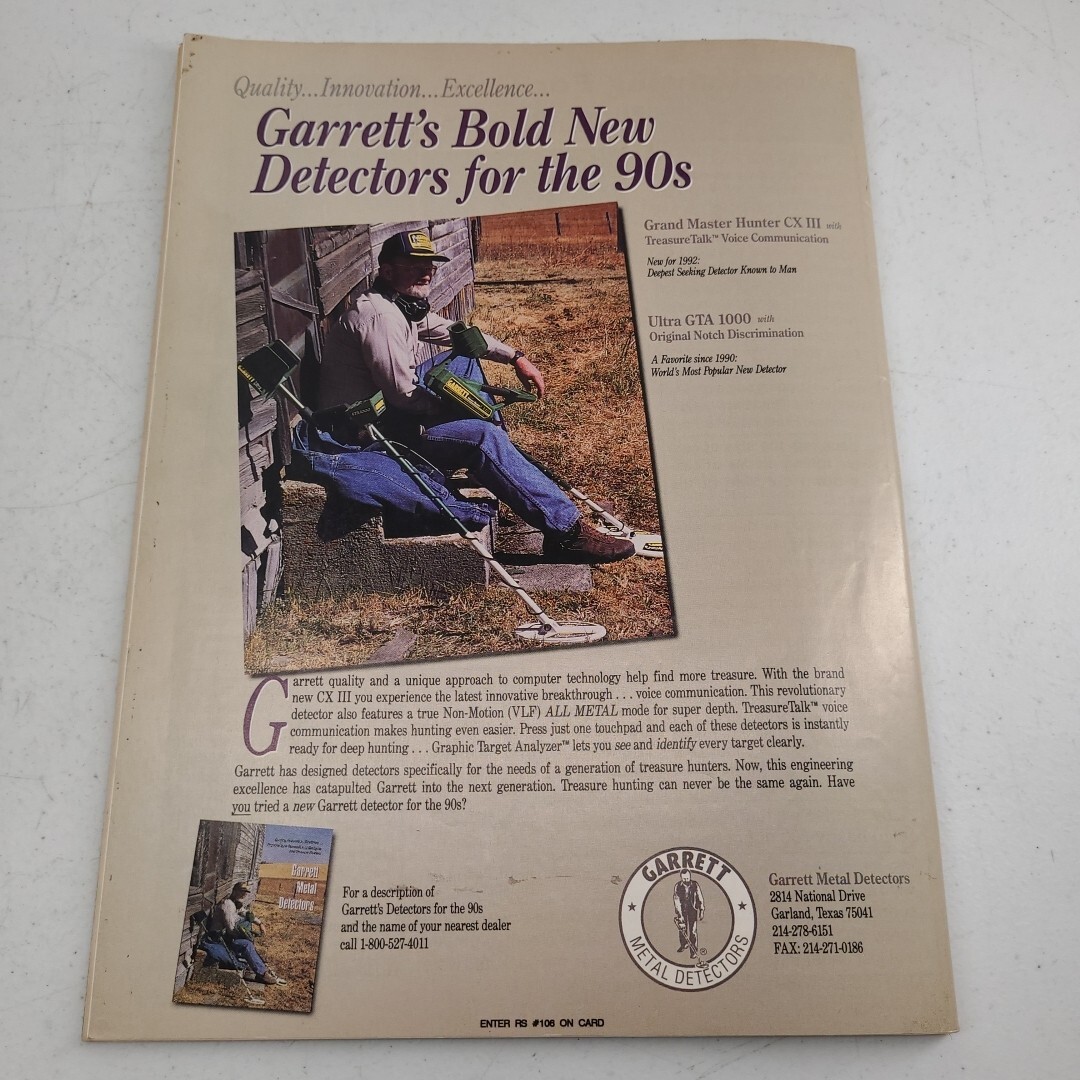 Quality...Innovation...Excellence...
Garrett's Bold New
Detectors for the 90s
Grand Master Hunter CX III with
TreasureTalk™ Voice Communication
New for 1992:
Deepest Seeking Detector Known to Man
Ultra GTA 1000 with
Original Notch Discrimination
A Favorite since 1990:
World's Most Popular New Detector
GARRETT
Garrett quality and a unique approach to computer technology help find more treasure. With the brand
new CX III you experience the latest innovative breakthrough . . . voice communication. This revolutionary
detector also features a true Non-Motion (VLF) ALL METAL mode for super depth. TreasureTalk™ voice
communication makes hunting even easier. Press just one touchpad and each of these detectors is instantly
ready for deep hunting . . . Graphic Target Analyzer™ lets you see and identify every target clearly.
Garrett has designed detectors specifically for the needs of a generation of treasure hunters. Now, this engineering
excellence has catapulted Garrett into the next generation. Treasure hunting can never be the same again. Have
you tried a new Garrett detector for the 90s?
Garrett
Metal
Detectors
For a description of
Garrett's Detectors for the 90s
and the name of your nearest dealer
call 1-800-527-4011
GARRETT
METAL DETECTORS
®
Garrett Metal Detectors
2814 National Drive
Garland, Texas 75041
214-278-6151
FAX: 214-271-0186
ENTER RS #106 ON CARD